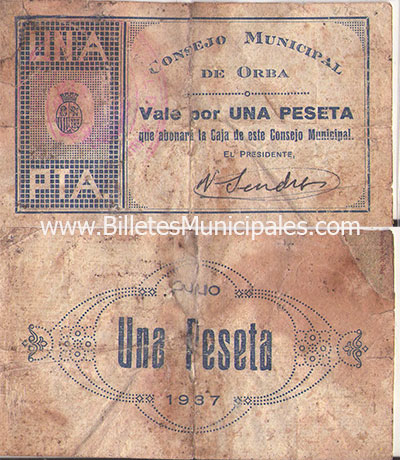 UNA
PTA.
CONSEJO MUNICIPAL
DE ORBA
Vale por UNA PESETA
que abonará la Caja de este Consejo Municipal.
EL PRESIDENTE,
V. Sendros
www.BilletesMunicipales.com
JULIO
Una Peseta
1937